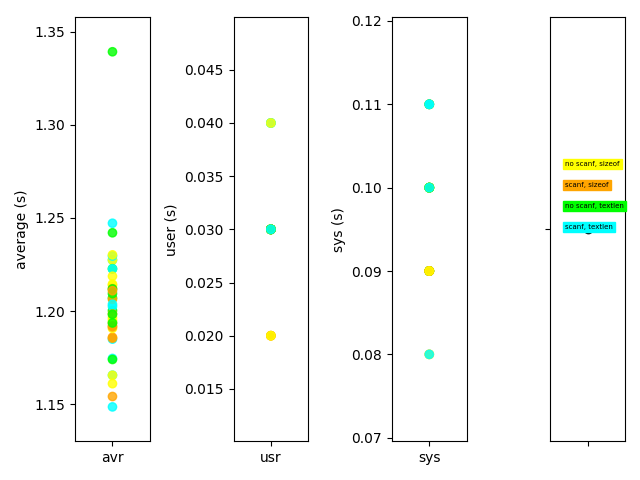 average (s)
1.35
1.30
1.25
1.20
1.15
avr
user (s)
0.045
0.040
0.035
0.030
0.025
0.020
0.015
usr
sys (s)
0.12
0.11
0.10
0.09
0.08
0.07
sys
no scanf, sizeof
scanf, sizeof
no scanf, textlen
scanf, textlen